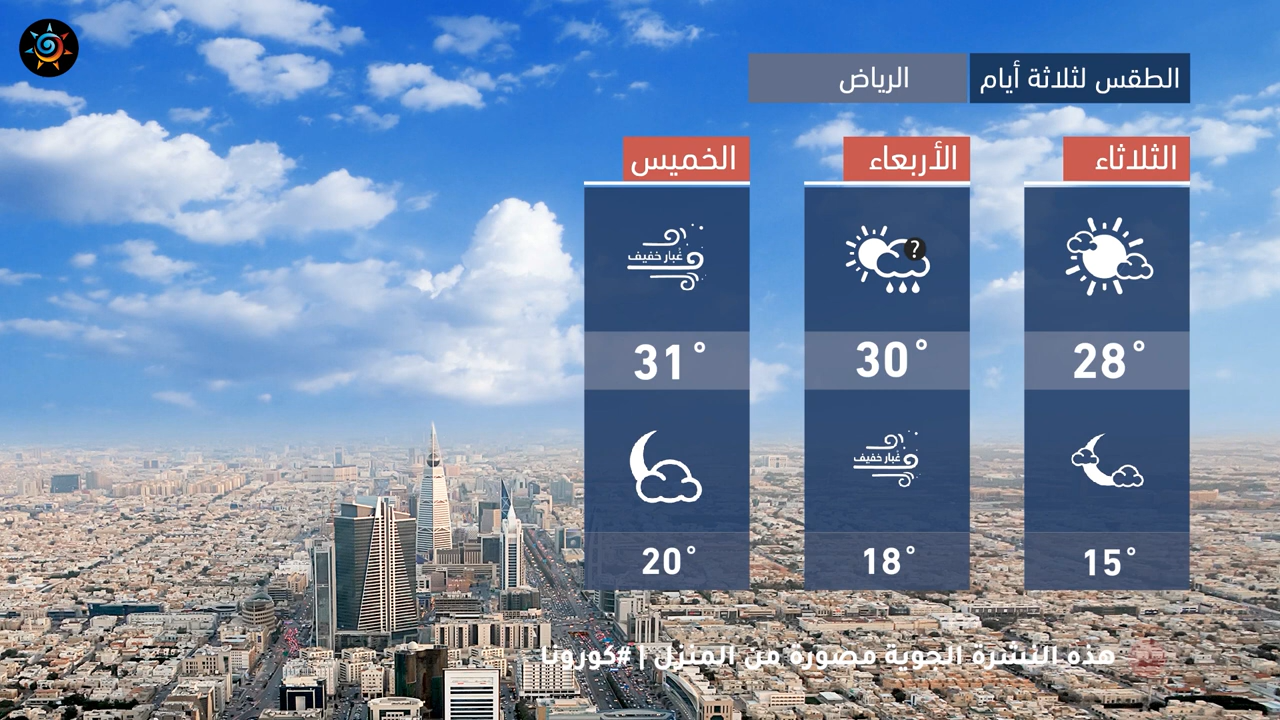 الطقس لثلاثة أيام
الرياض
الثلاثاء
الأربعاء
الخميس
?
غبار خفيف
28°
30°
31°
غبار خفيف
15°
18°
20°
هذه النشرة الجوية مصورة من المنزل | #كورونا